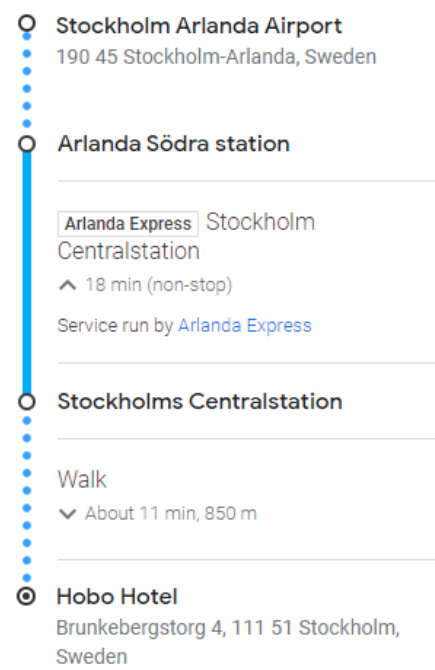 Stockholm Arlanda Airport
190 45 Stockholm-Arlanda, Sweden
Arlanda Södra station
Arlanda Express Stockholm
Centralstation
18 min (non-stop)
Service run by Arlanda Express
Stockholms Centralstation
Walk
About 11 min, 850 m
Hobo Hotel
Brunkebergstorg 4, 111 51 Stockholm,
Sweden